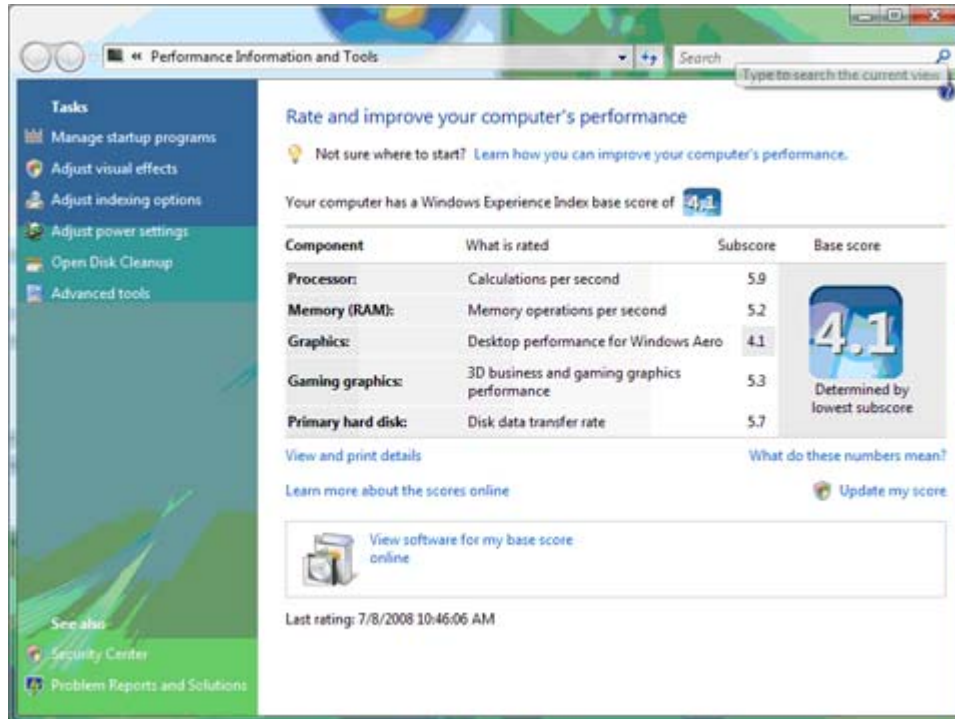 « Performance Information and Tools
Search
Type to search the current view
Tasks
Manage startup programs
Adjust visual effects
Adjust indexing options
Adjust power settings
Open Disk Cleanup
Advanced tools
See also
Security Center
Problem Reports and Solutions
Rate and improve your computer's performance
Not sure where to start? Learn how you can improve your computer's performance.
Your computer has a Windows Experience Index base score of 4.1
Component What is rated Subscore Base score
Processor: Calculations per second 5.9
Memory (RAM): Memory operations per second 5.2
Graphics: Desktop performance for Windows Aero 4.1
Gaming graphics: 3D business and gaming graphics
performance 5.3
Primary hard disk: Disk data transfer rate 5.7
4.1
Determined by
lowest subscore
View and print details What do these numbers mean?
Learn more about the scores online Update my score
View software for my base score
online
Last rating: 7/8/2008 10:46:06 AM